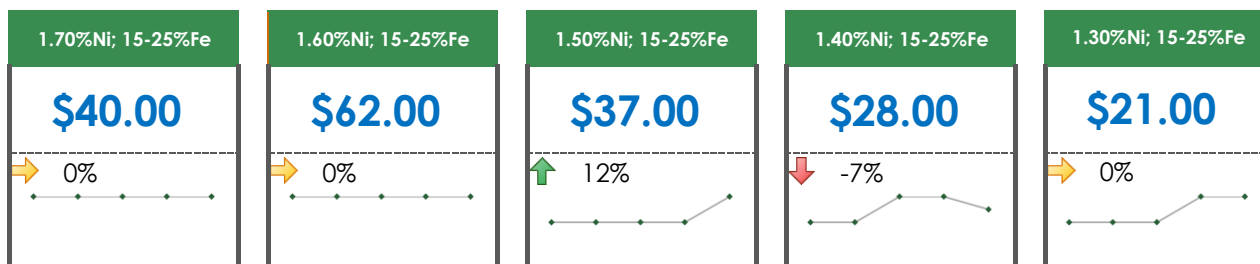 1.70%Ni; 15-25%Fe
$40.00
0%
1.60%Ni; 15-25%Fe
$62.00
0%
1.50%Ni; 15-25%Fe
$37.00
12%
1.40%Ni; 15-25%Fe
$28.00
-7%
1.30%Ni; 15-25%Fe
$21.00
0%